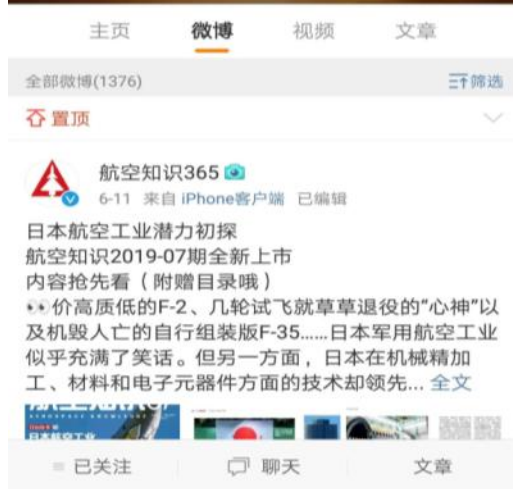 主页 微博 视频 文章
全部微博(1376) 筛选
置顶
航空知识365
6-11 来自 iPhone客户端 已编辑
日本航空工业潜力初探
航空知识2019-07期全新上市
内容抢先看（附赠目录哦）
价高质低的F-2、几轮试飞就草草退役的“心神”以
及机毁人亡的自行组装版F-35……日本军用航空工业
似乎充满了笑话。但另一方面，日本在机械精加
工、材料和电子元器件方面的技术却领先... 全文
已关注 聊天 文章